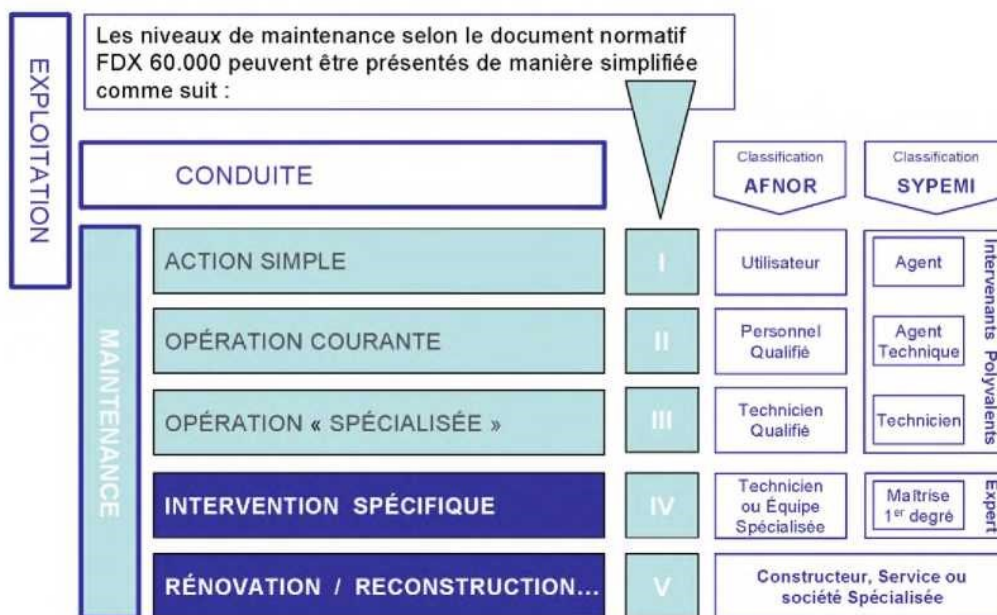 Les niveaux de maintenance selon le document normatif
FDX 60.000 peuvent être présentés de manière simplifiée
comme suit :
EXPLOITATION
CONDUITE
Classification
AFNOR
Classification
SYPEMI
MAINTENANCE
ACTION SIMPLE
I
Utilisateur
Agent
Intervenants Polyvalents
OPÉRATION COURANTE
II
Personnel
Qualifié
Agent
Technique
OPÉRATION « SPÉCIALISÉE »
III
Technicien
Qualifié
Technicien
INTERVENTION SPÉCIFIQUE
IV
Technicien
ou Équipe
Spécialisée
Maîtrise
1er degré
Expert
RÉNOVATION / RECONSTRUCTION...
V
Constructeur, Service ou
société Spécialisée